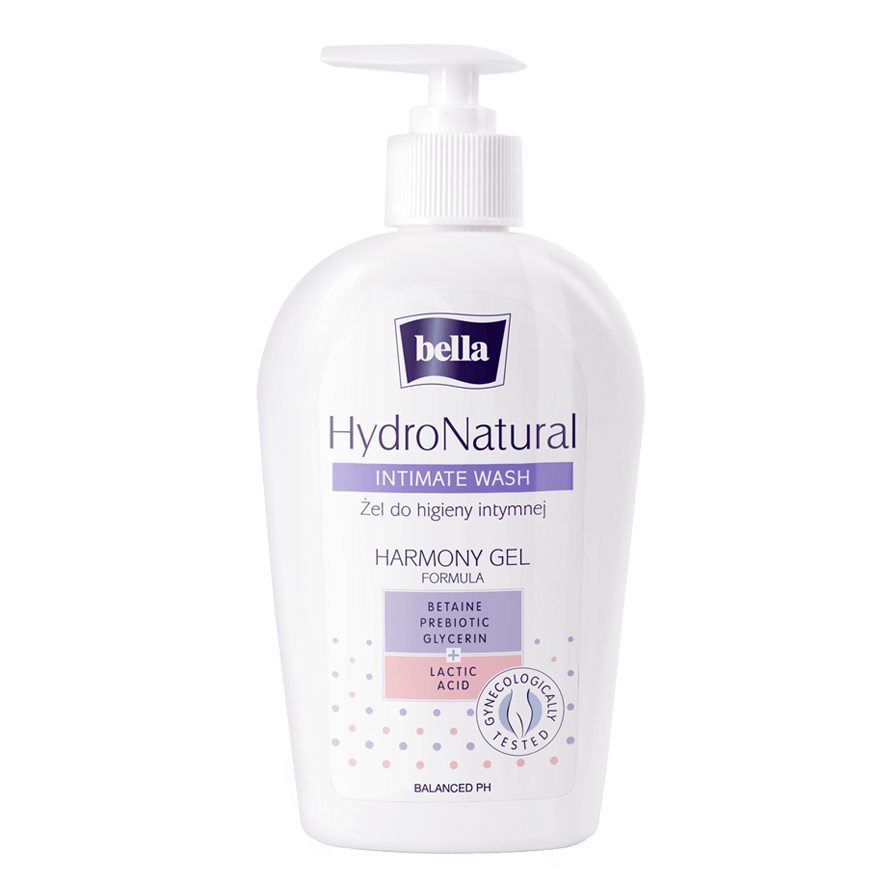 bella
HydroNatural
INTIMATE WASH
Żel do higieny intymnej
HARMONY GEL
FORMULA
BETAINE
PREBIOTIC
GLYCERIN
+
LACTIC
ACID
GYNECOLOGICALLY
TESTED
BALANCED PH